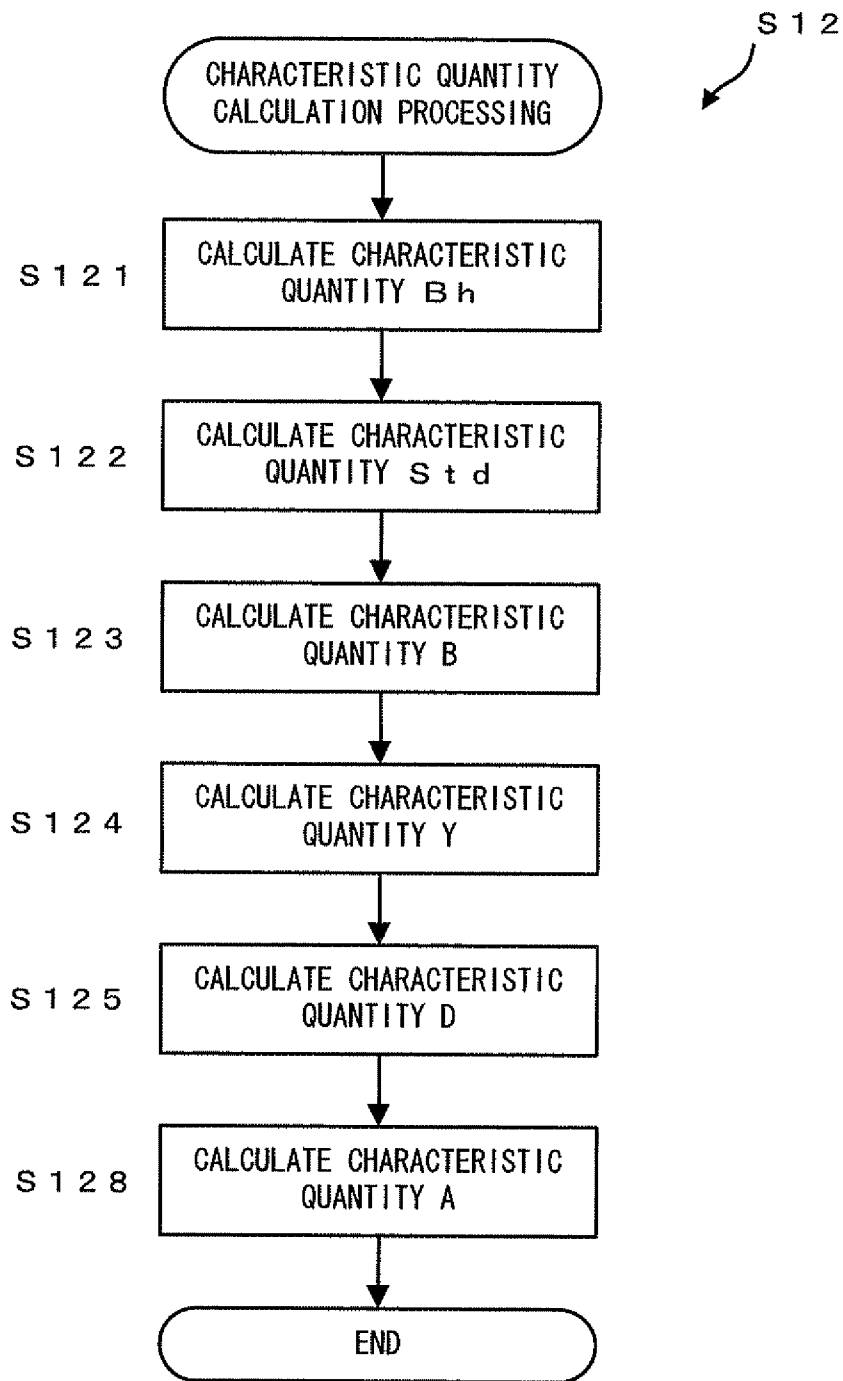 S12
CHARACTERISTIC QUANTITY
CALCULATION PROCESSING
S121
CALCULATE CHARACTERISTIC
QUANTITY Bh
S122
CALCULATE CHARACTERISTIC
QUANTITY Std
S123
CALCULATE CHARACTERISTIC
QUANTITY B
S124
CALCULATE CHARACTERISTIC
QUANTITY Y
S125
CALCULATE CHARACTERISTIC
QUANTITY D
S128
CALCULATE CHARACTERISTIC
QUANTITY A
END